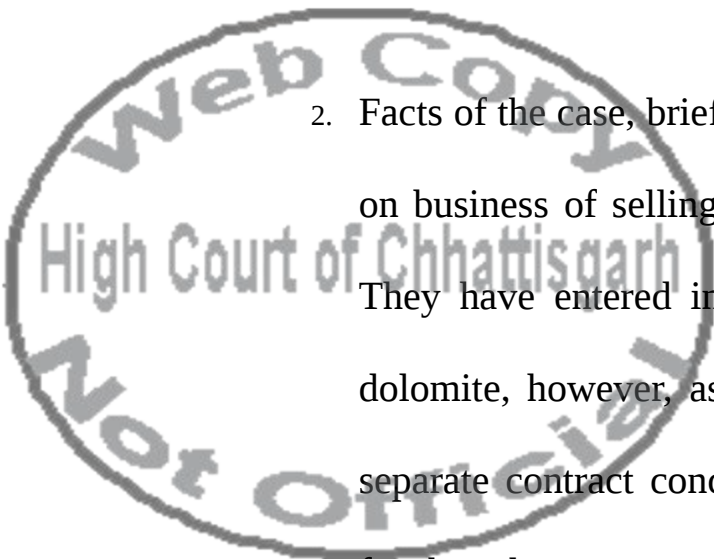 Web Copy
2. Facts of the case, brief
on business of selling
High Court of Chhattisgarh
They have entered in
dolomite, however, as
separate contract conc
Not Official